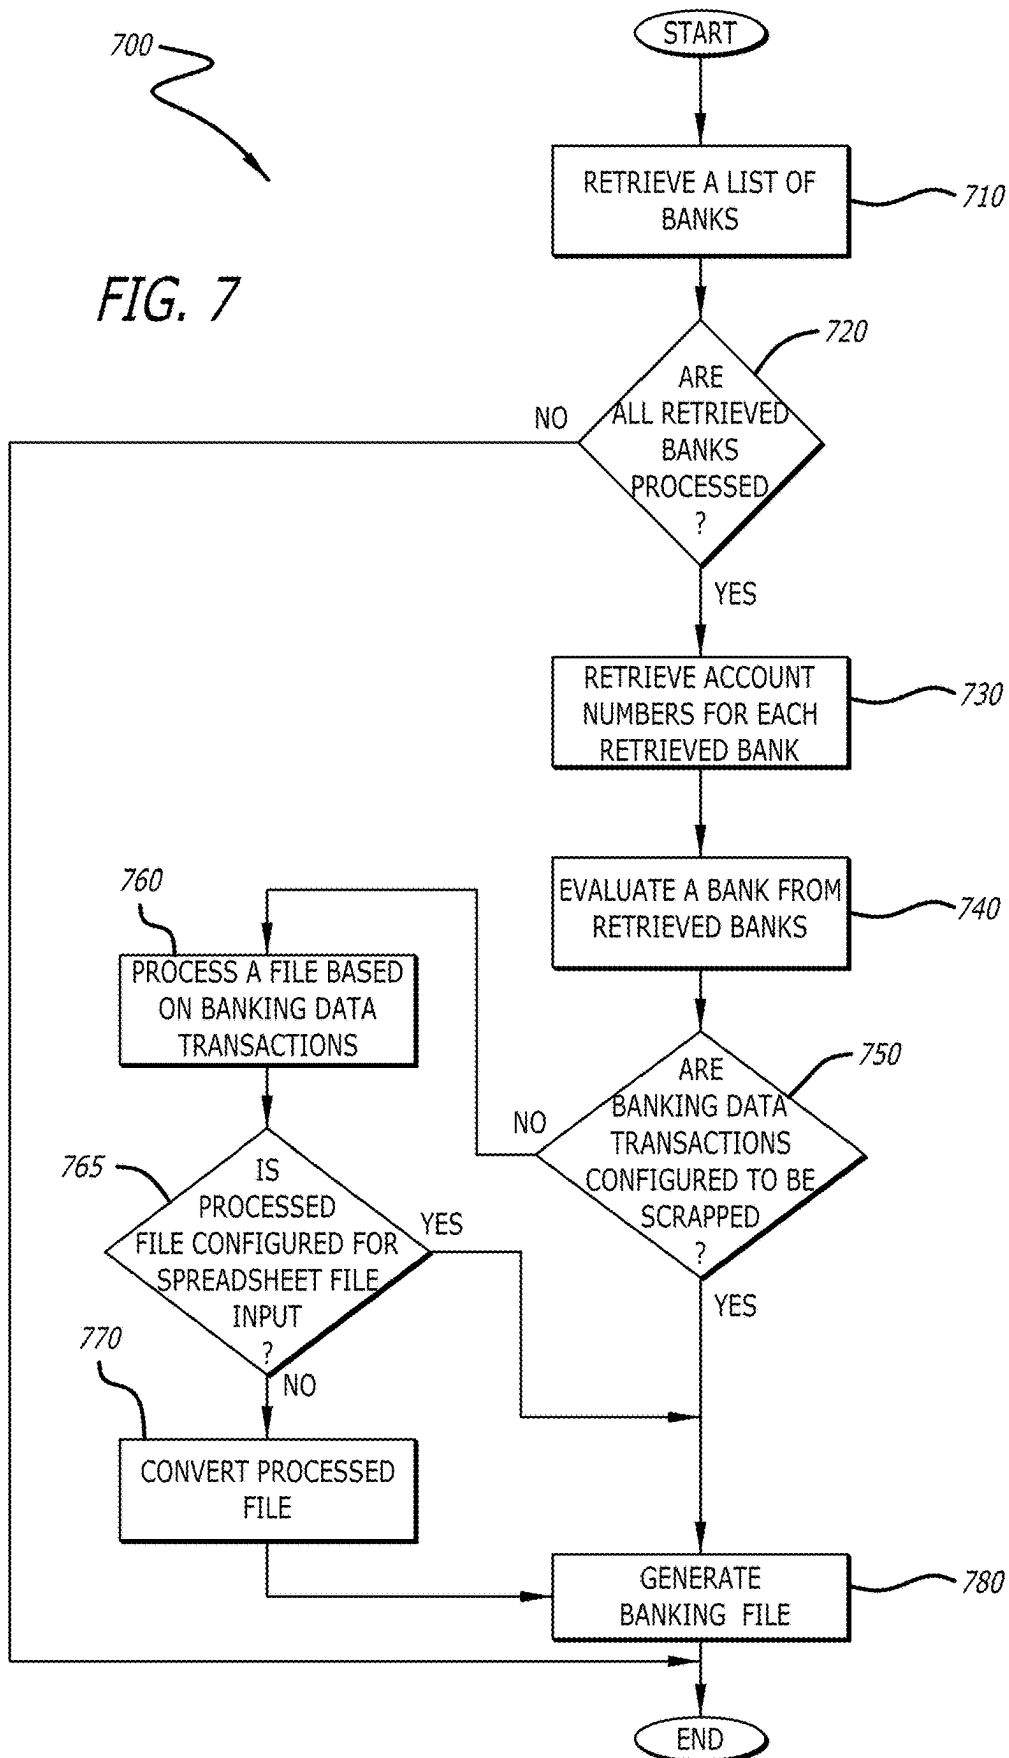 START
700
RETRIEVE A LIST OF
BANKS
710
FIG. 7
720
ARE
ALL RETRIEVED
BANKS
PROCESSED
?
NO
YES
RETRIEVE ACCOUNT
NUMBERS FOR EACH
RETRIEVED BANK
730
EVALUATE A BANK FROM
RETRIEVED BANKS
740
760
PROCESS A FILE BASED
ON BANKING DATA
TRANSACTIONS
750
ARE
BANKING DATA
TRANSACTIONS
CONFIGURED TO BE
SCRAPPED
?
NO
YES
765
IS
PROCESSED
FILE CONFIGURED FOR
SPREADSHEET FILE
INPUT
?
YES
NO
770
CONVERT PROCESSED
FILE
GENERATE
BANKING FILE
780
END